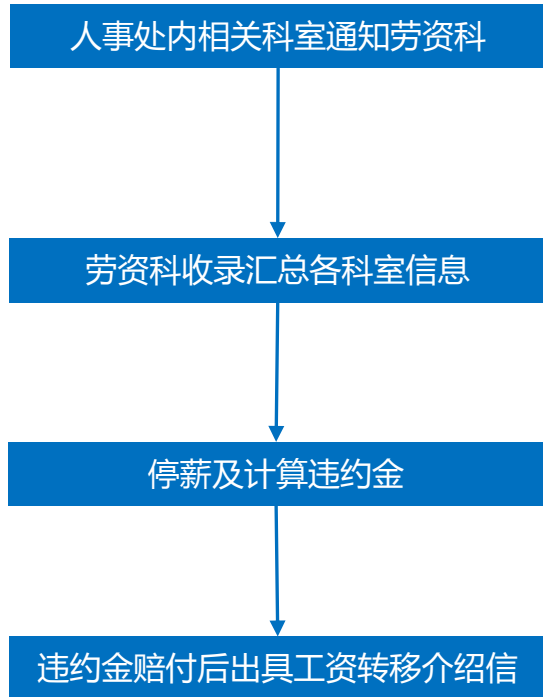 人事处内相关科室通知劳资科
劳资科收录汇总各科室信息
停薪及计算违约金
违约金赔付后出具工资转移介绍信